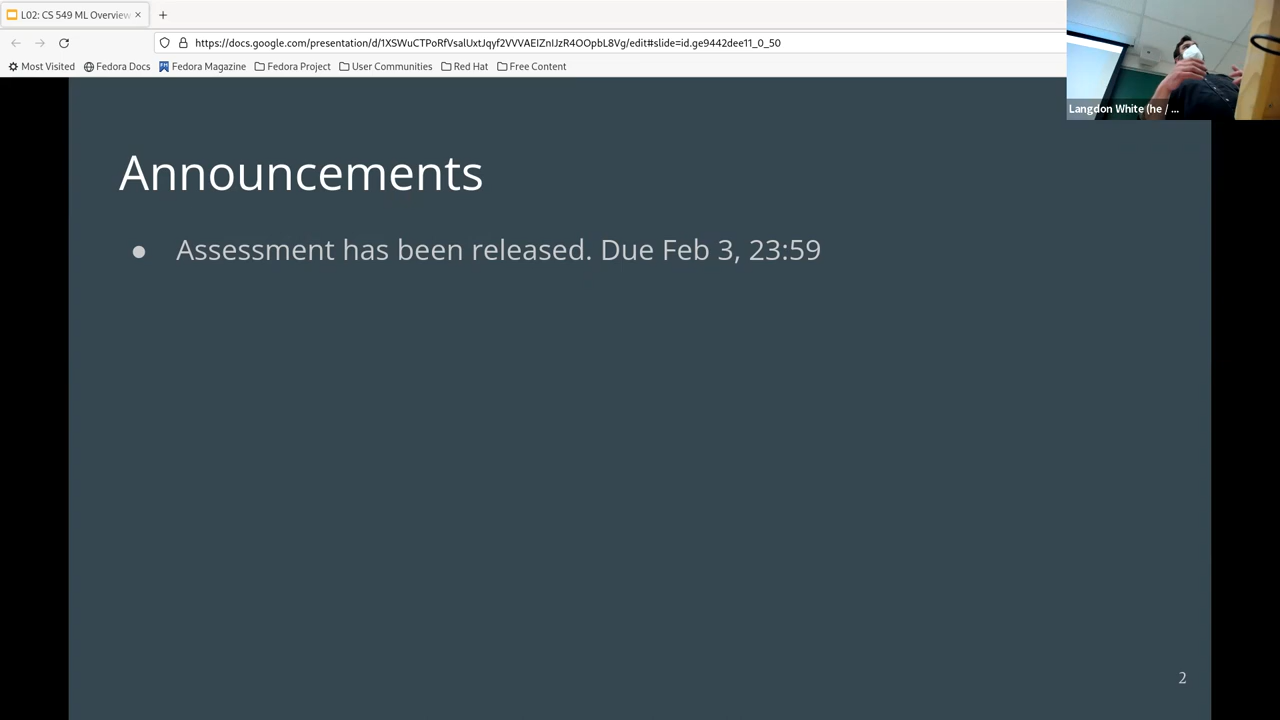 L02: CS 549 ML Overview
https://docs.google.com/presentation/d/1XSWuCTPoRfVsalUxtJqyf2VVVAEIZnIJzR4OOpbL8Vg/edit#slide=id.ge9442dee11_0_50
Most Visited Fedora Docs Fedora Magazine Fedora Project User Communities Red Hat Free Content
Langdon White (he / ...
Announcements
● Assessment has been released. Due Feb 3, 23:59
2